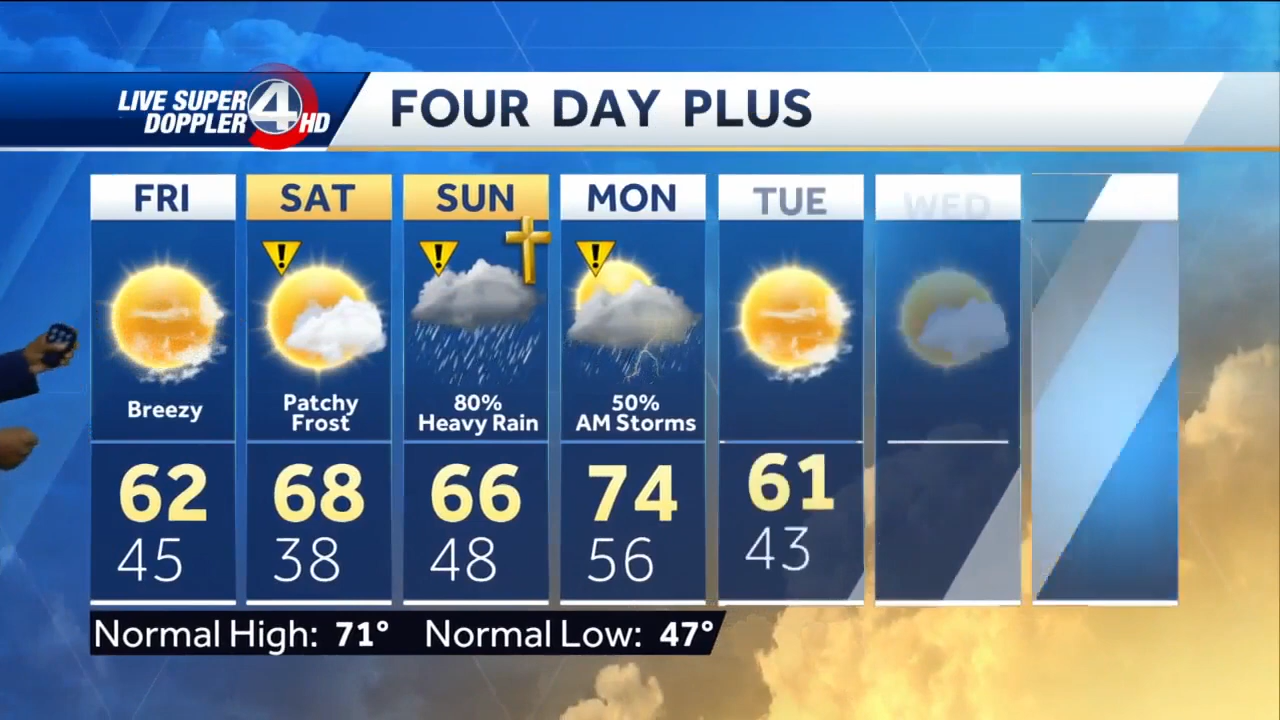 LIVE SUPER
DOPPLER 4 HD
FOUR DAY PLUS
FRI
SAT
SUN
MON
TUE
WED
!
!
!
Breezy
Patchy
Frost
80%
Heavy Rain
50%
AM Storms
62
68
66
74
61
45
38
48
56
43
Normal High: 71° Normal Low: 47°